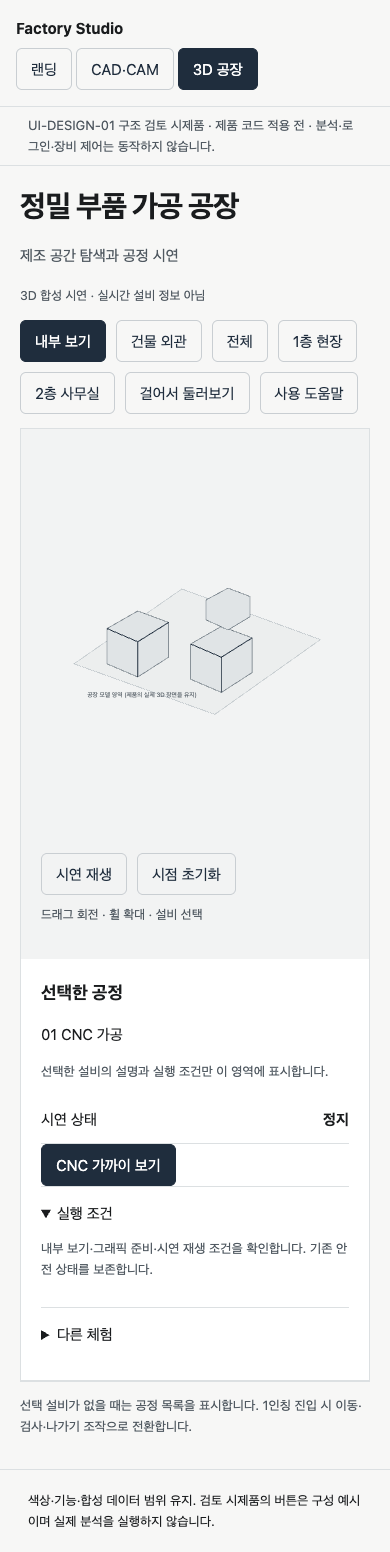 Factory Studio
랜딩
CAD·CAM
3D 공장
UI-DESIGN-01 구조 검토 시제품 · 제품 코드 적용 전 · 분석·로
그인·장비 제어는 동작하지 않습니다.
정밀 부품 가공 공장
제조 공간 탐색과 공정 시연
3D 합성 시연 · 실시간 설비 정보 아님
내부 보기
건물 외관
전체
1층 현장
2층 사무실
걸어서 둘러보기
사용 도움말
공장 모델 영역 (제품의 실제 3D 장면을 유지)
시연 재생
시점 초기화
드래그 회전 · 휠 확대 · 설비 선택
선택한 공정
01 CNC 가공
선택한 설비의 설명과 실행 조건만 이 영역에 표시합니다.
시연 상태
정지
CNC 가까이 보기
▼ 실행 조건
내부 보기·그래픽 준비·시연 재생 조건을 확인합니다. 기존 안
전 상태를 보존합니다.
▶ 다른 체험
선택 설비가 없을 때는 공정 목록을 표시합니다. 1인칭 진입 시 이동·
검사·나가기 조작으로 전환합니다.
색상·기능·합성 데이터 범위 유지. 검토 시제품의 버튼은 구성 예시
이며 실제 분석을 실행하지 않습니다.